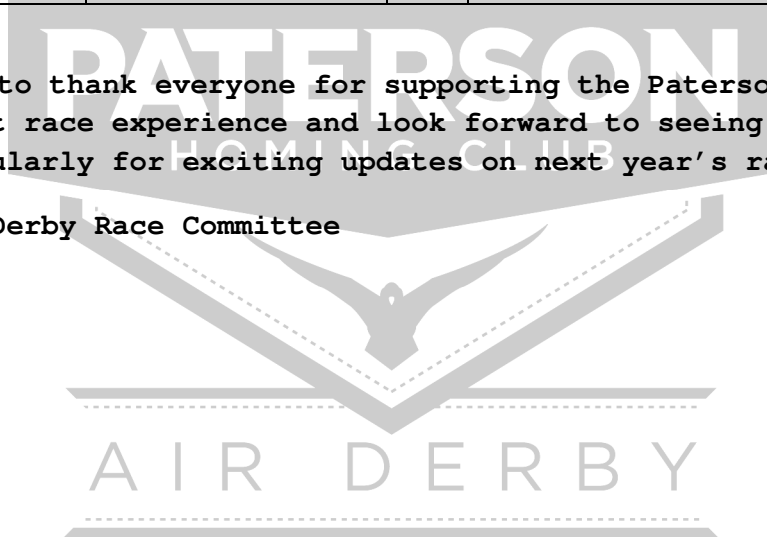 PATERSON
to thank everyone for supporting the Paterso
t race experience and look forward to seeing
HOMING CLUB
ularly for exciting updates on next year’s ra
Derby Race Committee
AIR DERBY